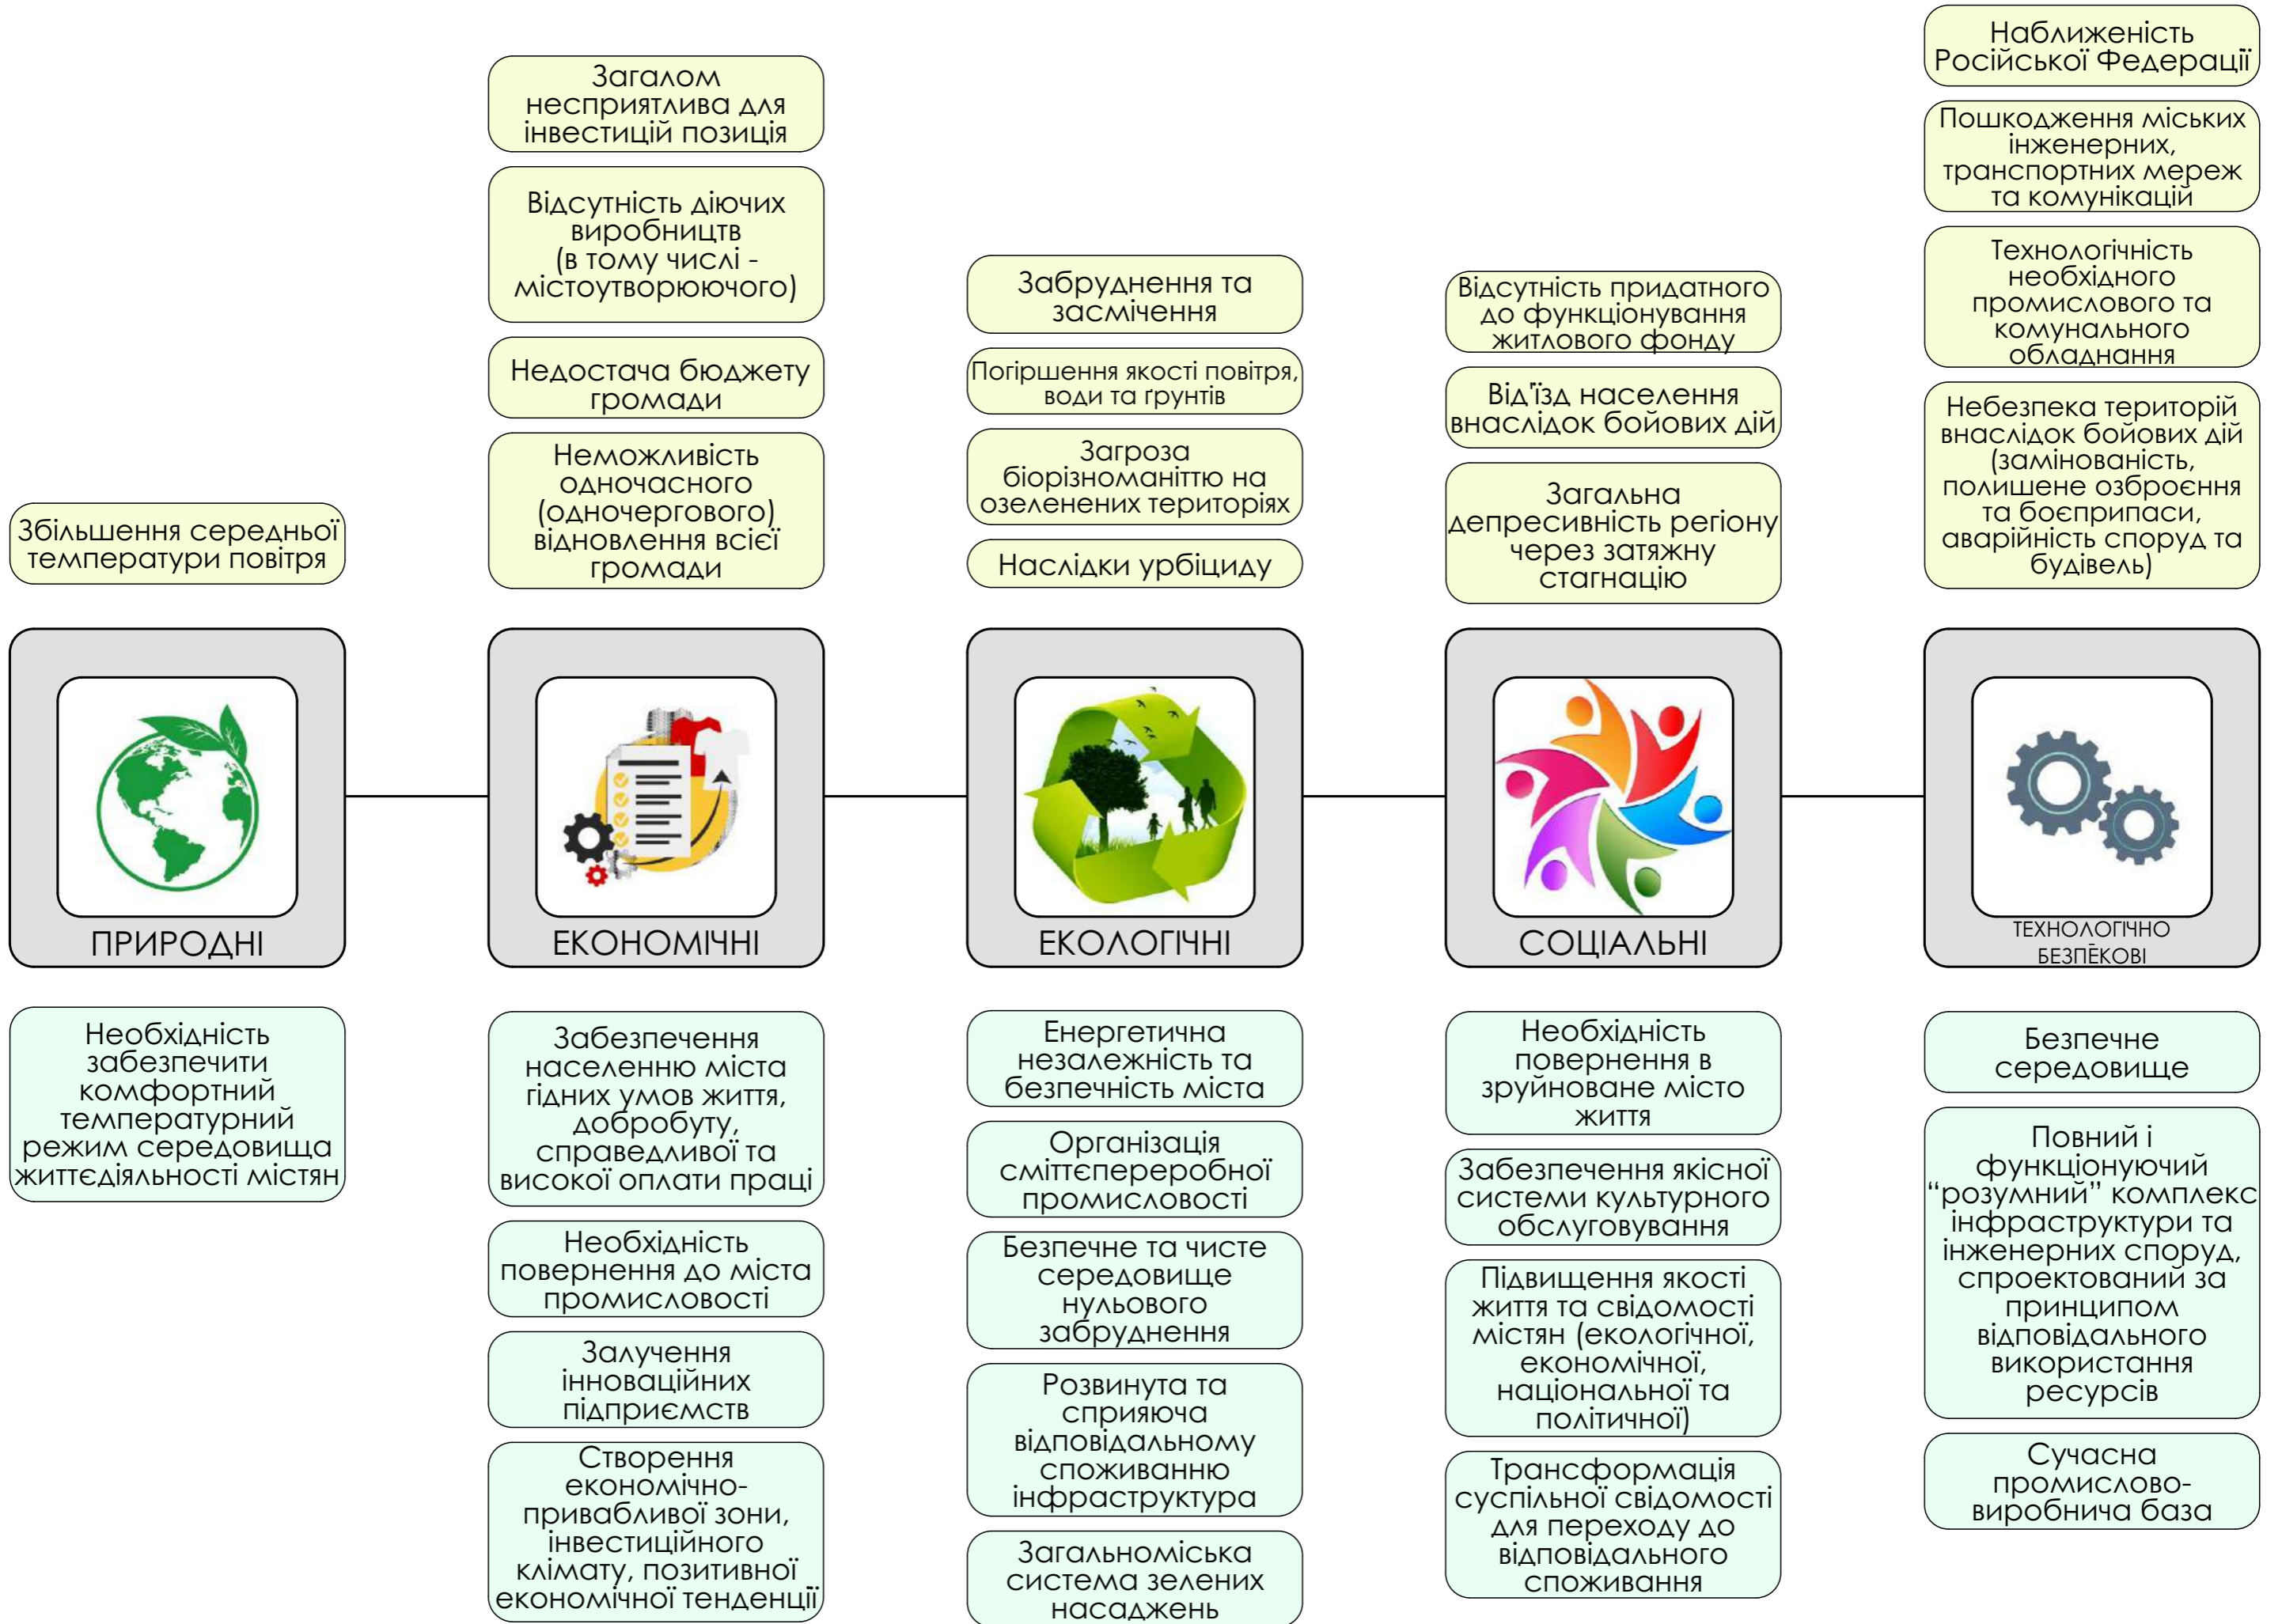 Збільшення середньої
температури повітря
ПРИРОДНІ
Необхідність
забезпечити
комфортний
температурний
режим середовища
життєдіяльності містян
Загалом
несприятлива для
інвестицій позиція
Відсутність діючих
виробництв
(в тому числі -
містоутворюючого)
Недостача бюджету
громади
Неможливість
одночасного
(одночергового)
відновлення всієї
громади
ЕКОНОМІЧНІ
Забезпечення
населенню міста
гідних умов життя,
добробуту,
справедливої та
високої оплати праці
Необхідність
повернення до міста
промисловості
Залучення
інноваційних
підприємств
Створення
економічно-
привабливої зони,
інвестиційного
клімату, позитивної
економічної тенденції
Забруднення та
засмічення
Погіршення якості повітря,
води та ґрунтів
Загроза
біорізноманіттю на
озеленених територіях
Наслідки урбіциду
ЕКОЛОГІЧНІ
Енергетична
незалежність та
безпечність міста
Організація
сміттєпереробної
промисловості
Безпечне та чисте
середовище
нульового
забруднення
Розвинута та
сприяюча
відповідальному
споживанню
інфраструктура
Загальноміська
система зелених
насаджень
Відсутність придатного
до функціонування
житлового фонду
Від'їзд населення
внаслідок бойових дій
Загальна
депресивність регіону
через затяжну
стагнацію
СОЦІАЛЬНІ
Необхідність
повернення в
зруйноване місто
життя
Забезпечення якісної
системи культурного
обслуговування
Підвищення якості
життя та свідомості
містян (екологічної,
економічної,
національної та
політичної)
Трансформація
суспільної свідомості
для переходу до
відповідального
споживання
Наближеність
Російської Федерації
Пошкодження міських
інженерних,
транспортних мереж
та комунікацій
Технологічність
необхідного
промислового та
комунального
обладнання
Небезпека територій
внаслідок бойових дій
(замінованість,
полишене озброєння
та боєприпаси,
аварійність споруд та
будівель)
ТЕХНОЛОГІЧНО
-
БЕЗПЕКОВІ
Безпечне
середовище
Повний і
функціонуючий
“розумний” комплекс
інфраструктури та
інженерних споруд,
спроектований за
принципом
відповідального
використання
ресурсів
Сучасна
промислово-
виробнича база